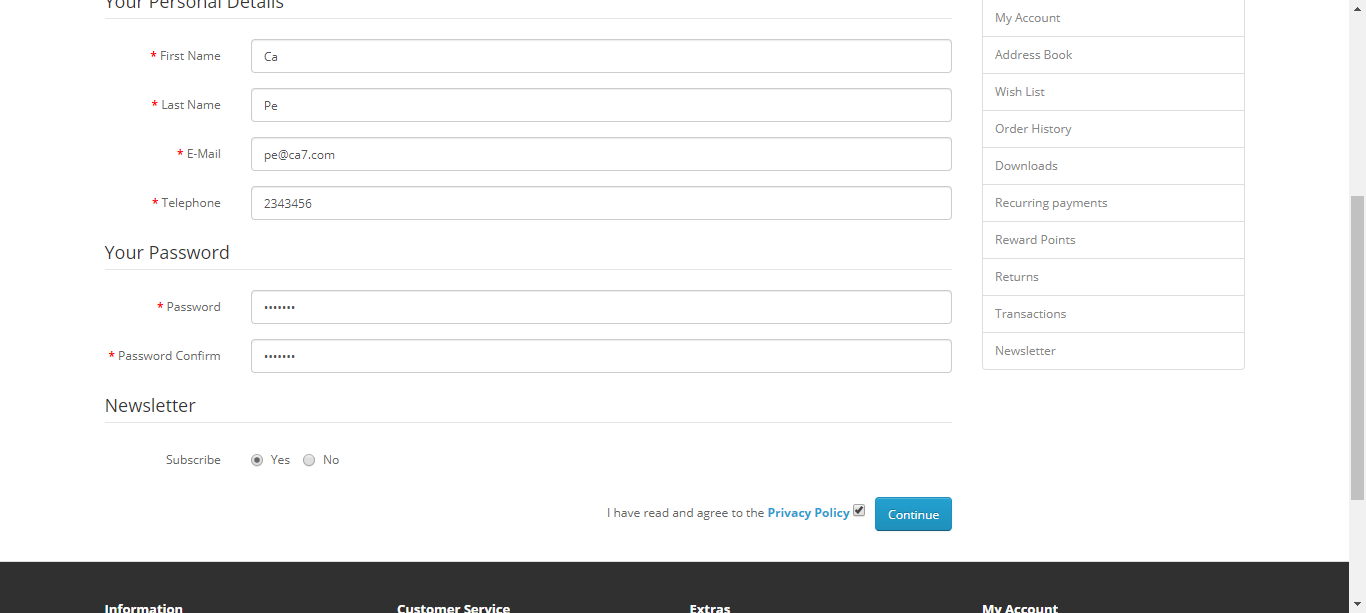 Your Personal Details
* First Name
Ca
* Last Name
Pe
* E-Mail
pe@ca7.com
* Telephone
2343456
Your Password
* Password
•••••••
* Password Confirm
•••••••
Newsletter
Subscribe
Yes
No
I have read and agree to the Privacy Policy
Continue
My Account
Address Book
Wish List
Order History
Downloads
Recurring payments
Reward Points
Returns
Transactions
Newsletter
Information
Customer Service
Extras
My Account